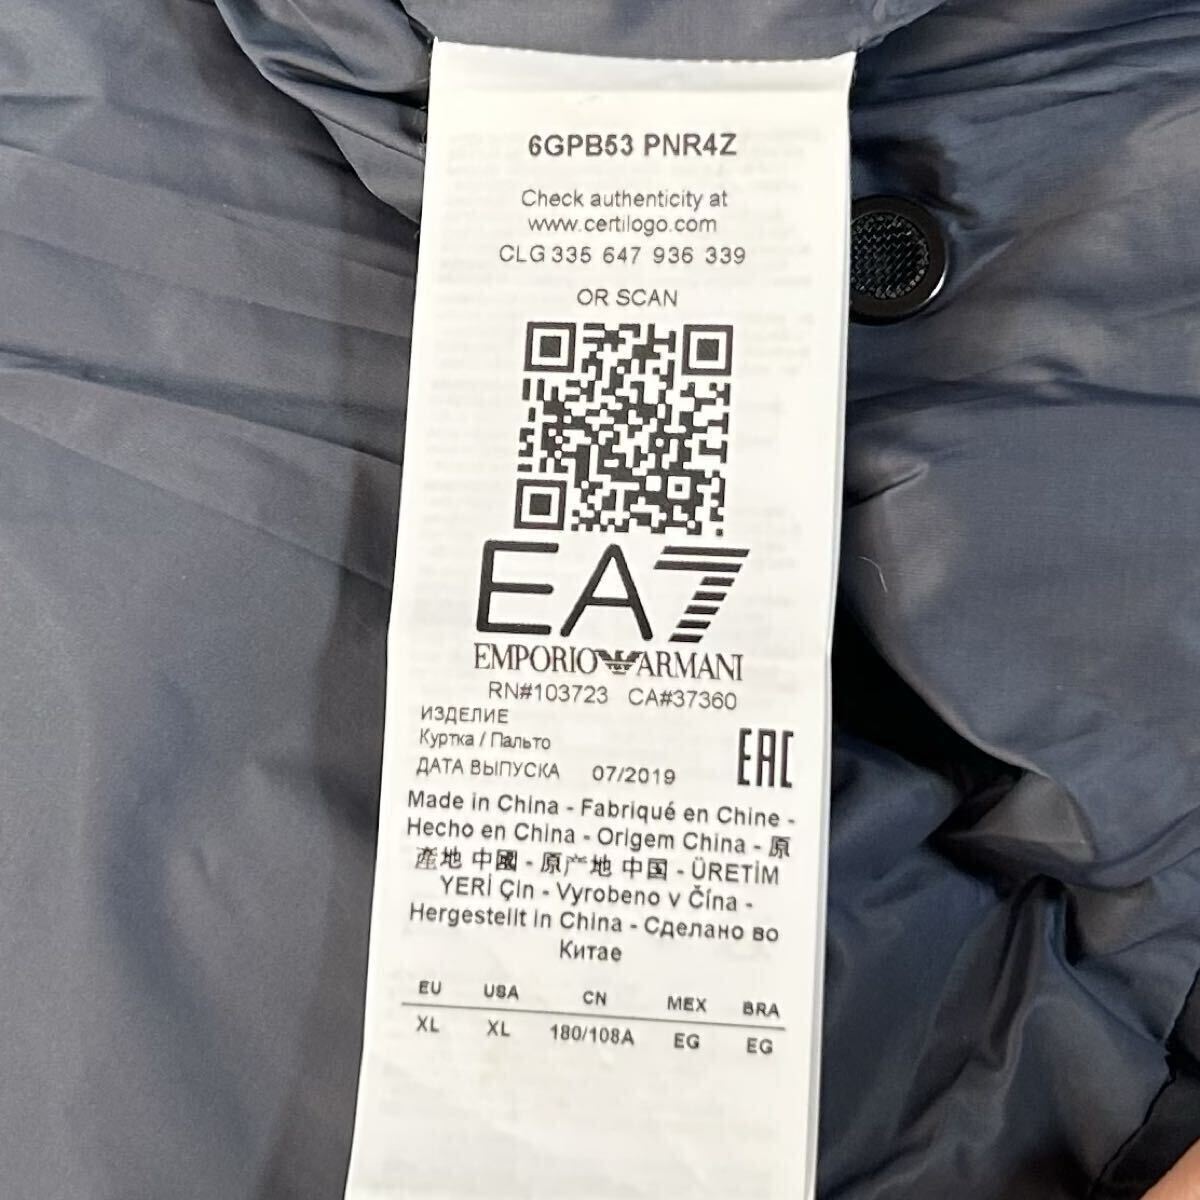 6GPB53 PNR4Z
Check authenticity at
www.certilogo.com
CLG 335 647 936 339
OR SCAN
EA7
EMPORIO ARMANI
RN#103723 CA#37360
ИЗДЕЛИЕ
Куртка / Пальто
ДАТА ВЫПУСКА 07/2019
EAC
Made in China - Fabriqué en Chine -
Hecho en China - Origem China - 原
產地 中國 - 原产地 中国 - ÜRETİM
YERİ Çin - Vyrobeno v Čína -
Hergestellt in China - Сделано во
Китае
EU USA CN MEX BRA
XL XL 180/108A EG EG